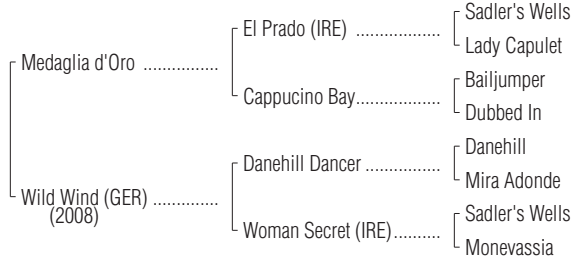 Sadler's Wells
El Prado (IRE) ..................
Lady Capulet
Medaglia d'Oro ................
Bailjumper
Cappucino Bay...................
Dubbed In
Danehill
Danehill Dancer ................
Mira Adonde
Wild Wind (GER) ..............
(2008)
Sadler's Wells
Woman Secret (IRE)..........
Monevassia